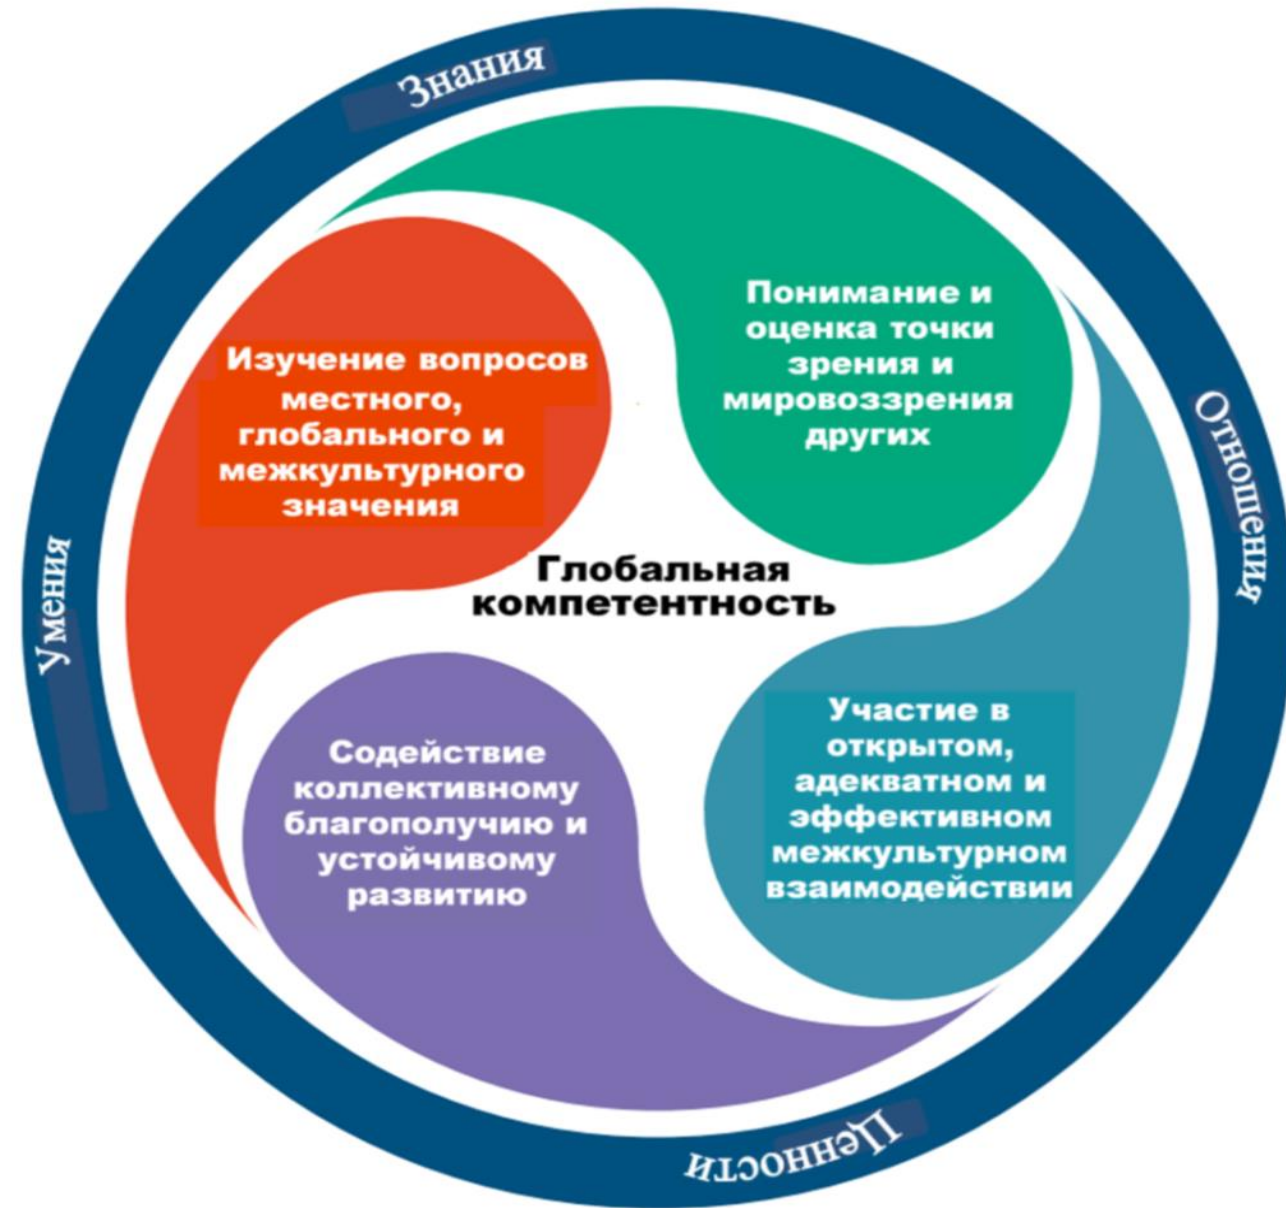 Знания
Изучение вопросов
местного,
глобального и
межкультурного
значения
Понимание и
оценка точки
зрения и
мировоззрения
других
Отношения
Умения
Глобальная
компетентность
Содействие
коллективному
благополучию и
устойчивому
развитию
Участие в
открытом,
адекватном и
эффективном
межкультурном
взаимодействии
Ценности